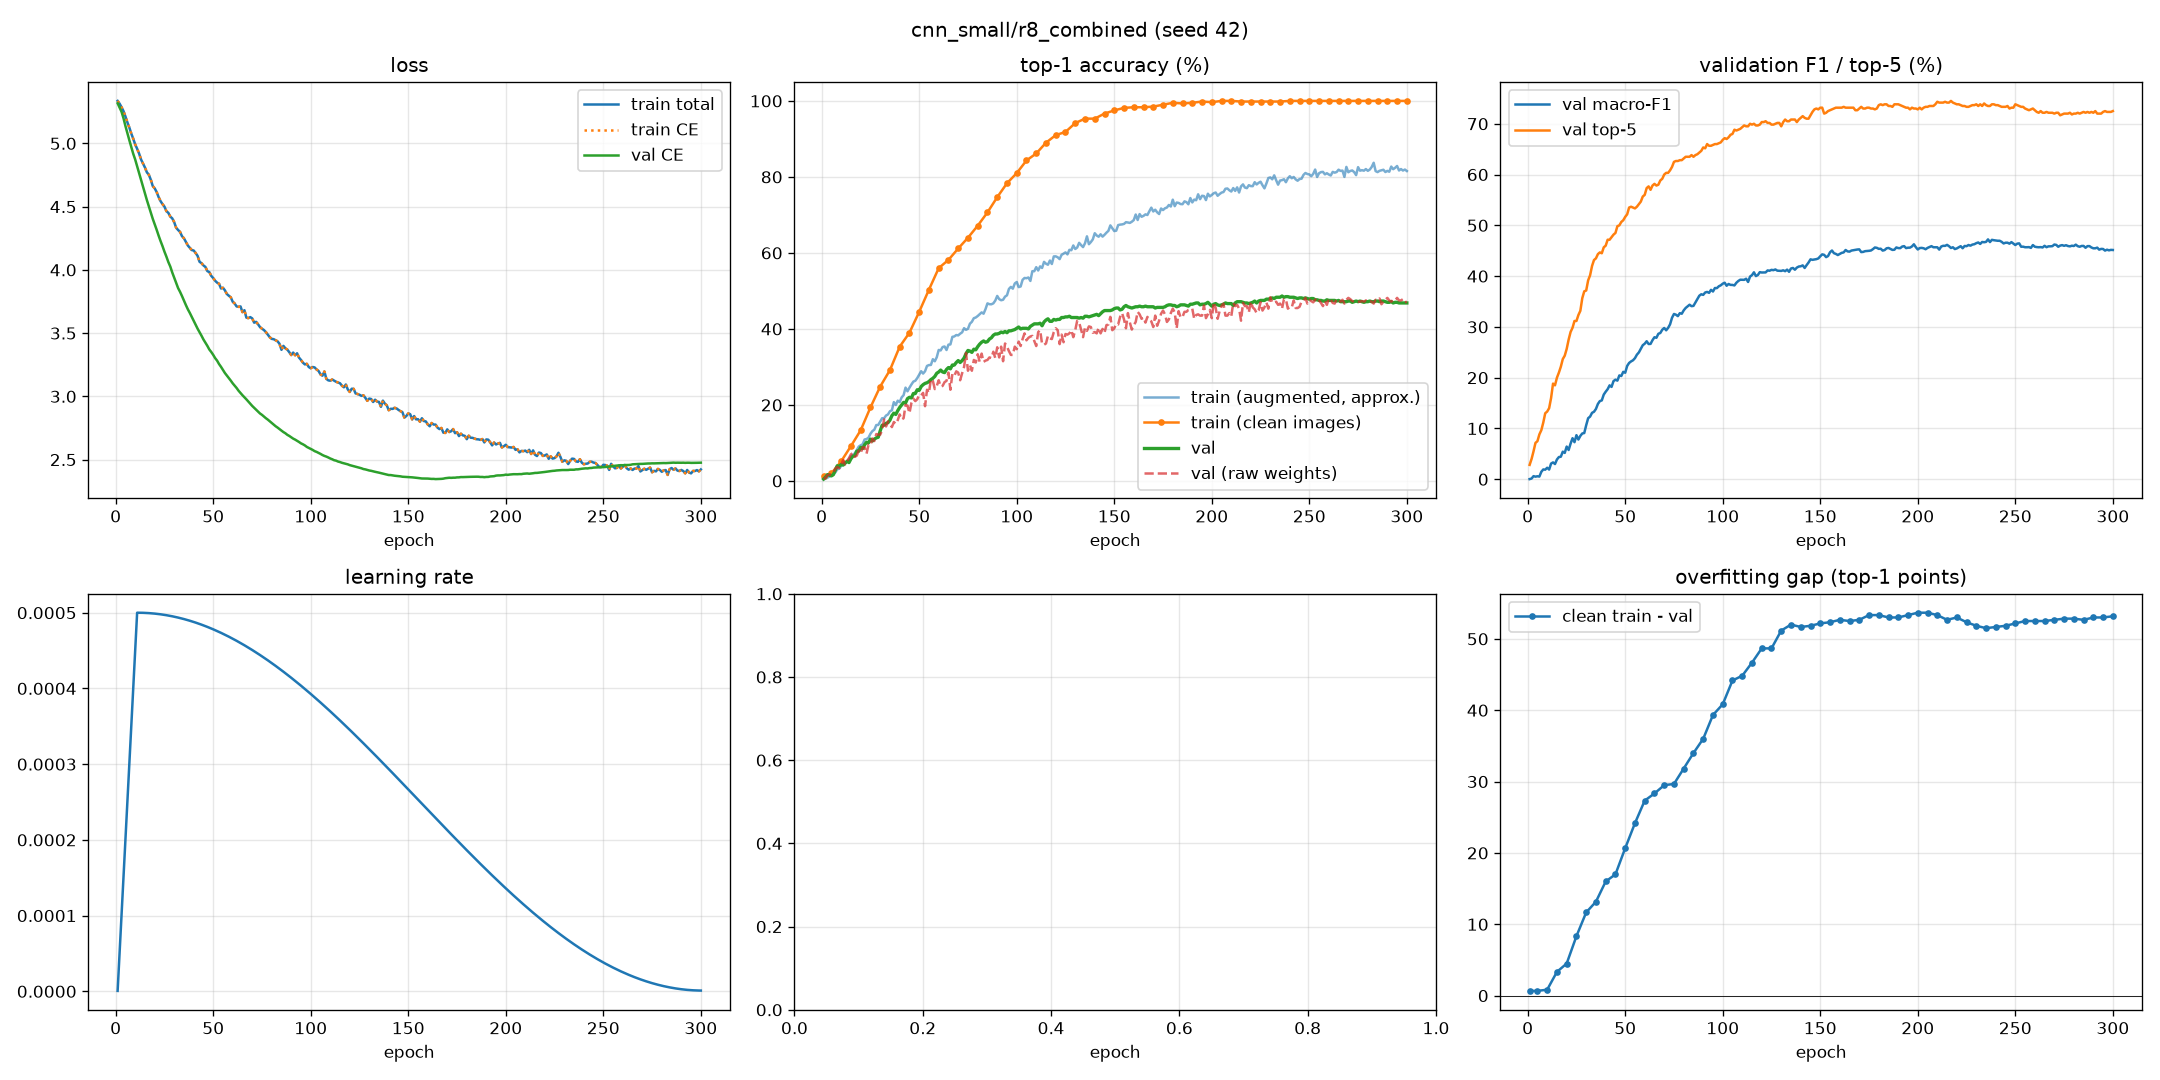 cnn_small/r8_combined (seed 42)
loss
train total
train CE
val CE
5.0
4.5
4.0
3.5
3.0
2.5
0 50 100 150 200 250 300
epoch
top-1 accuracy (%)
100
80
60
40
20
0
train (augmented, approx.)
train (clean images)
val
val (raw weights)
0 50 100 150 200 250 300
epoch
validation F1 / top-5 (%)
val macro-F1
val top-5
70
60
50
40
30
20
10
0
0 50 100 150 200 250 300
epoch
learning rate
0.0005
0.0004
0.0003
0.0002
0.0001
0.0000
0 50 100 150 200 250 300
epoch
1.0
0.8
0.6
0.4
0.2
0.0
0.0 0.2 0.4 0.6 0.8 1.0
epoch
overfitting gap (top-1 points)
clean train - val
50
40
30
20
10
0
0 50 100 150 200 250 300
epoch